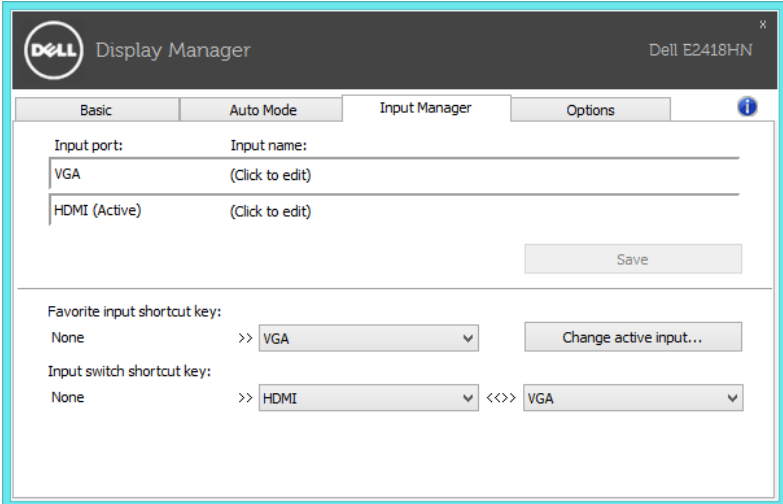 x
DELL Display Manager Dell E2418HN
Basic Auto Mode Input Manager Options i
Input port: Input name:
VGA (Click to edit)
HDMI (Active) (Click to edit)
Save
Favorite input shortcut key:
None >> VGA Change active input...
Input switch shortcut key:
None >> HDMI <<>> VGA